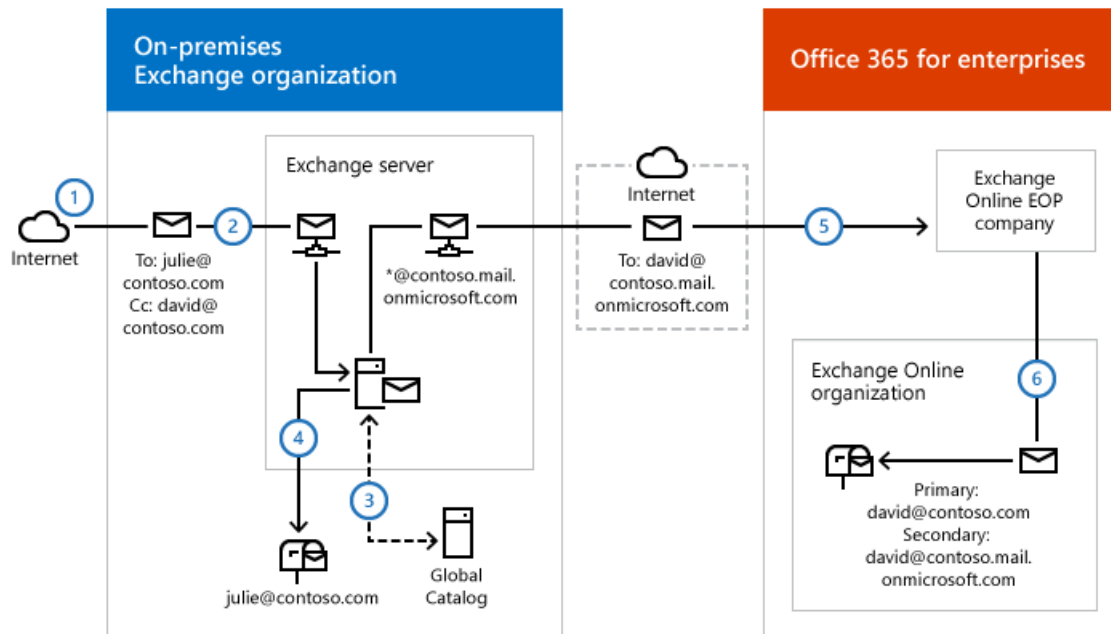 On-premises
Exchange organization
Office 365 for enterprises
Exchange server
1
Internet
2
To: julie@
contoso.com
Cc: david@
contoso.com
*@contoso.mail.
onmicrosoft.com
Internet
To: david@
contoso.mail.
onmicrosoft.com
5
Exchange
Online EOP
company
4
julie@contoso.com
3
Global
Catalog
Exchange Online
organization
6
Primary:
david@contoso.com
Secondary:
david@contoso.mail.
onmicrosoft.com